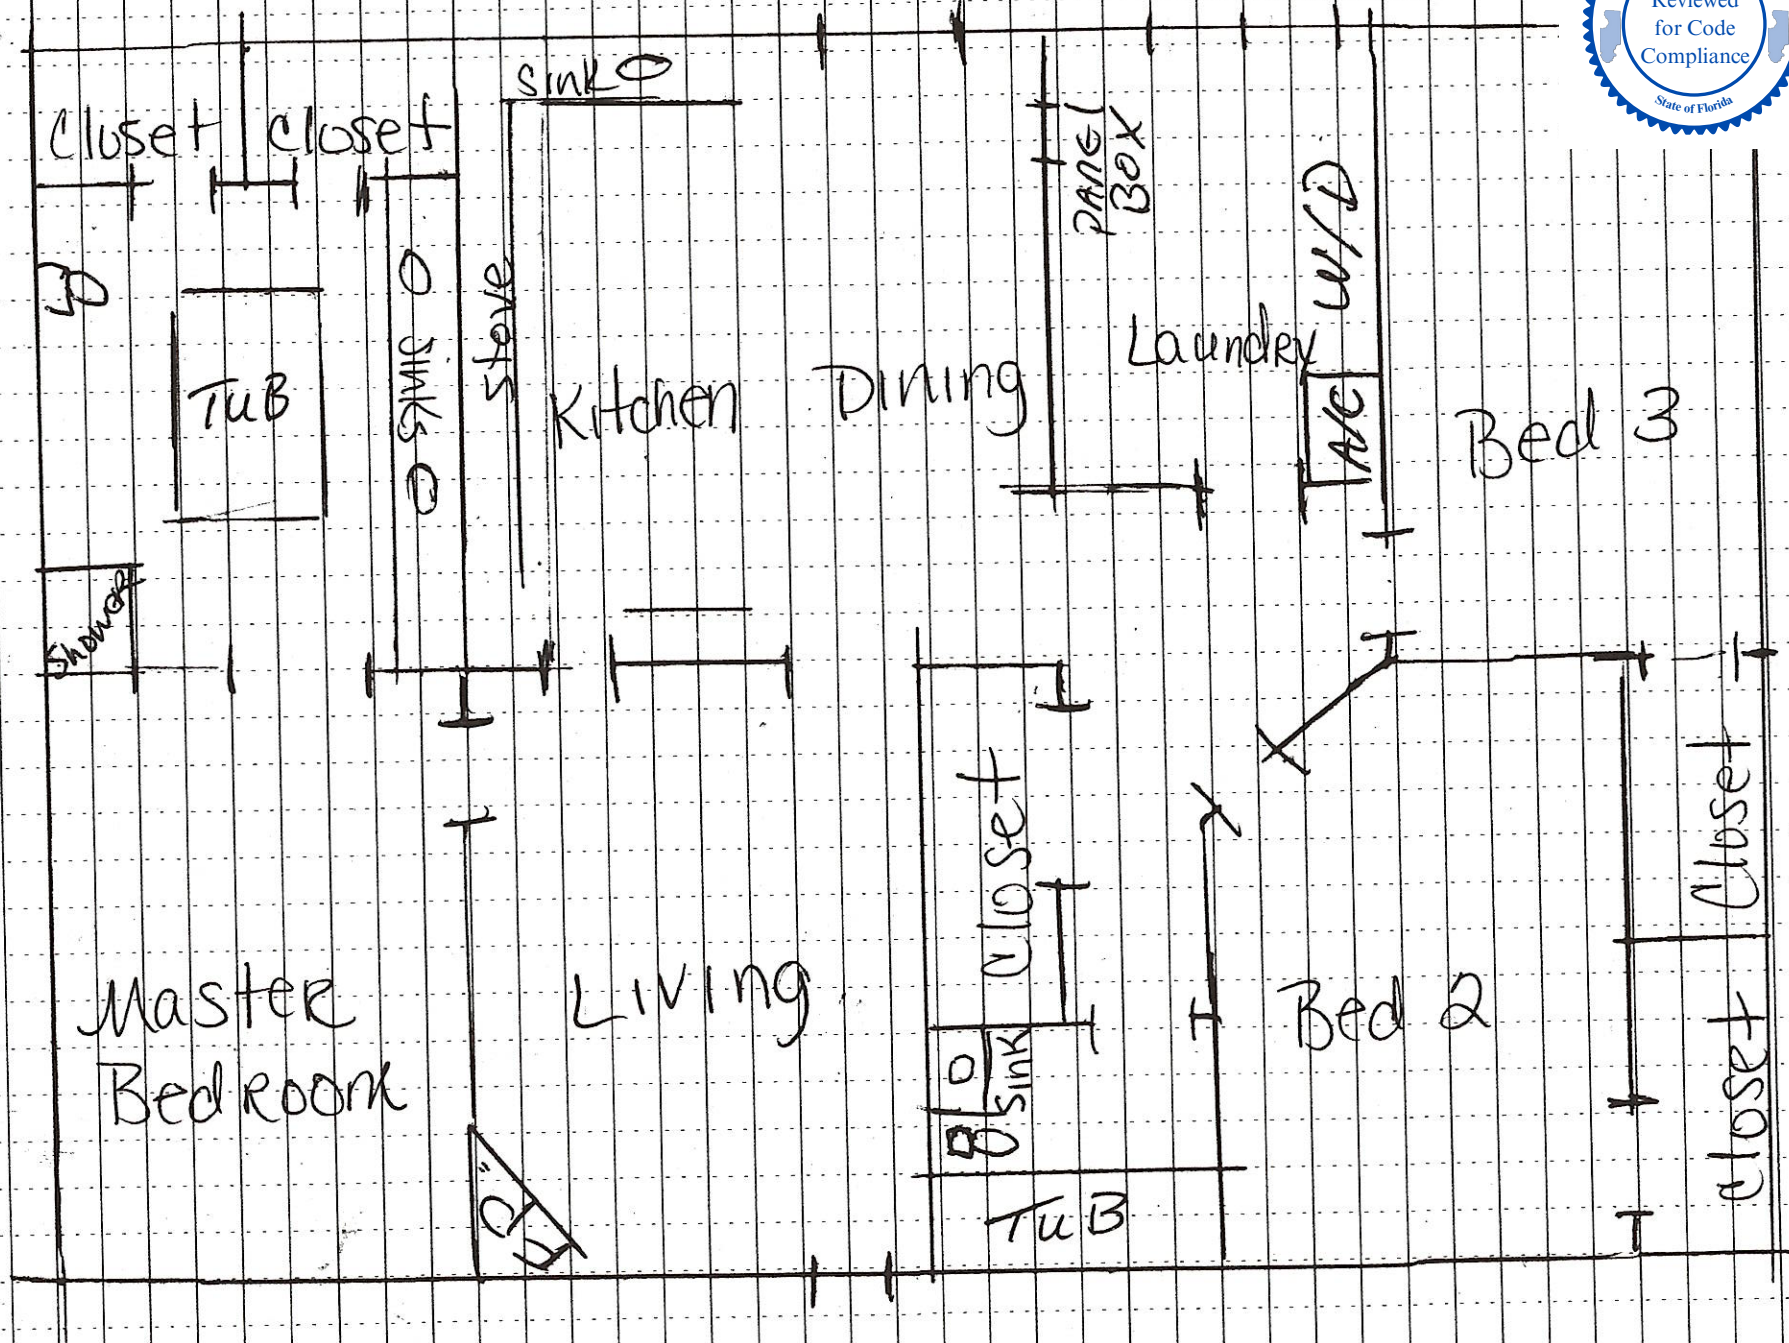 Reviewed
for Code
Compliance
State of Florida
Sink
Closet
Closet
PANEl
BOX
W/D
Sinks
Stove
TuB
Kitchen
Dining
Laundry
A/C
Bed 3
Shower
Closet
Closet
Master
Bedroom
Living
Sink
Bed 2
Closet
TuB